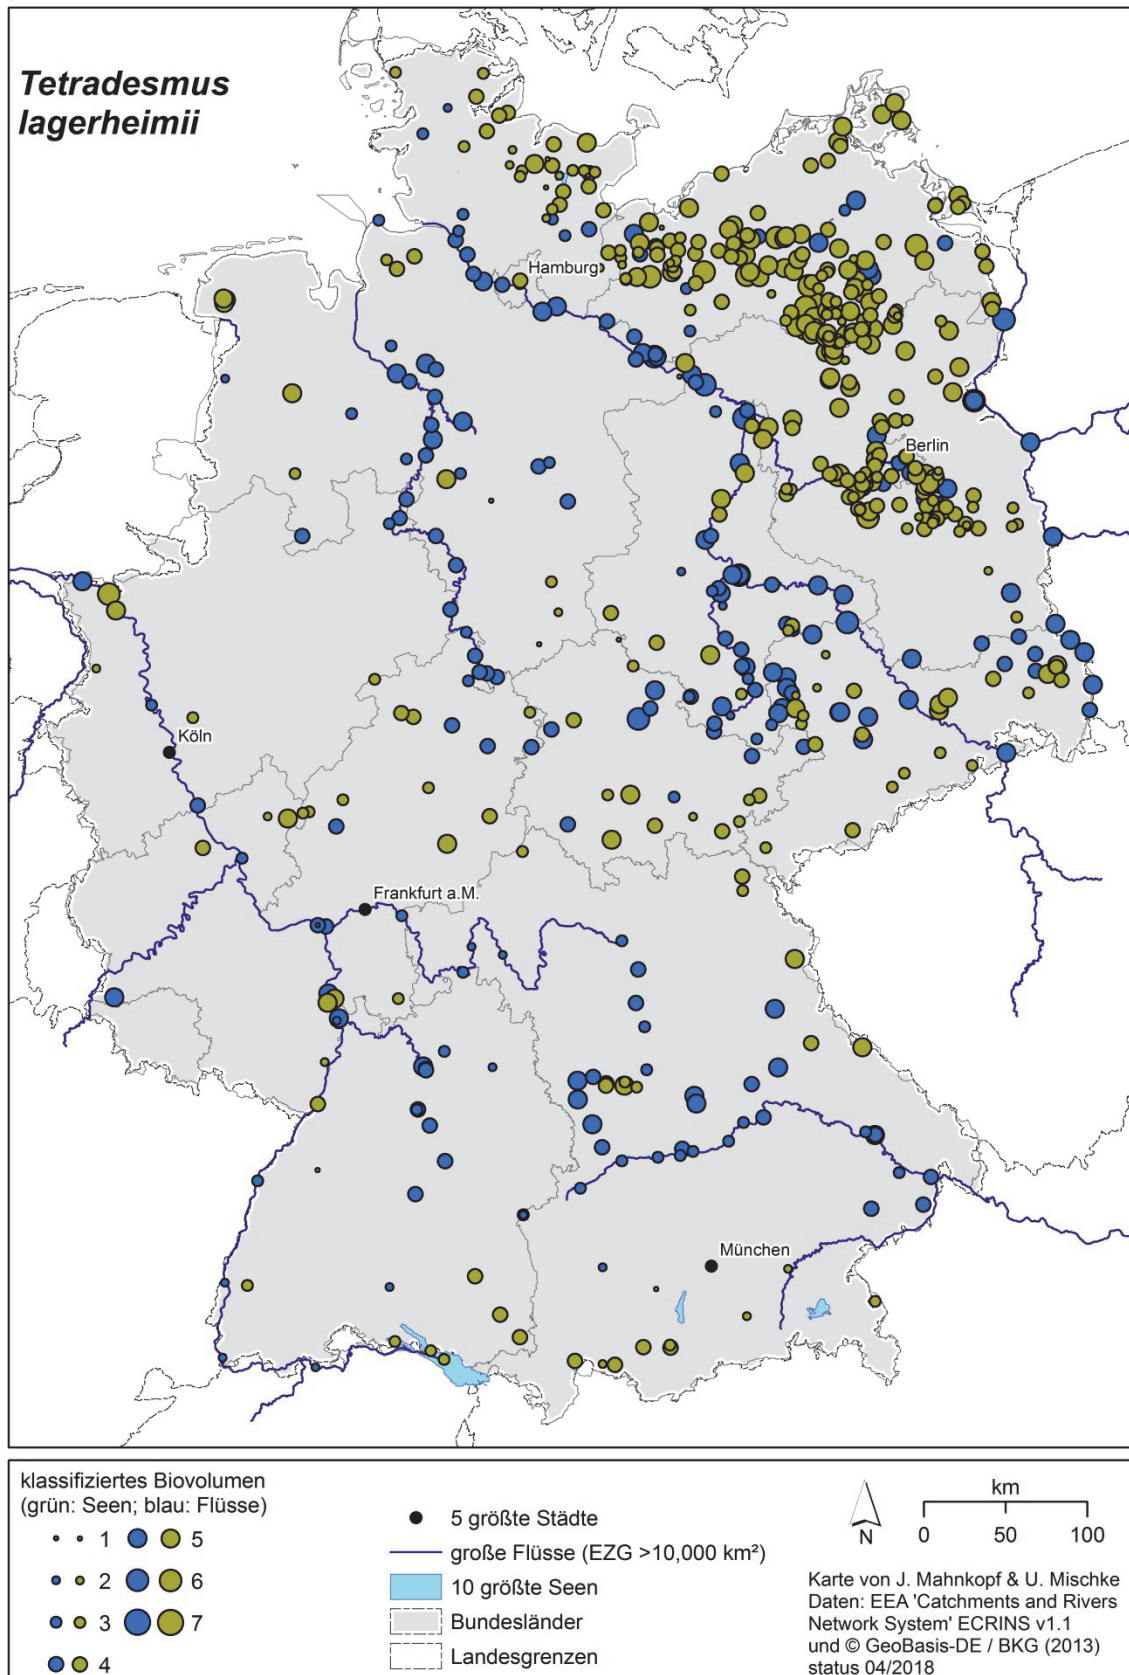 Tetradesmus
lagerheimii
Hamburg
Berlin
Köln
Frankfurt a.M.
München
klassifiziertes Biovolumen
(grün: Seen; blau: Flüsse)
1
2
3
4
5
6
7
5 größte Städte
große Flüsse (EZG >10,000 km²)
10 größte Seen
Bundesländer
Landesgrenzen
N
km
0 50 100
Karte von J. Mahnkopf & U. Mischke
Daten: EEA 'Catchments and Rivers
Network System' ECRINS v1.1
und © GeoBasis-DE / BKG (2013)
status 04/2018